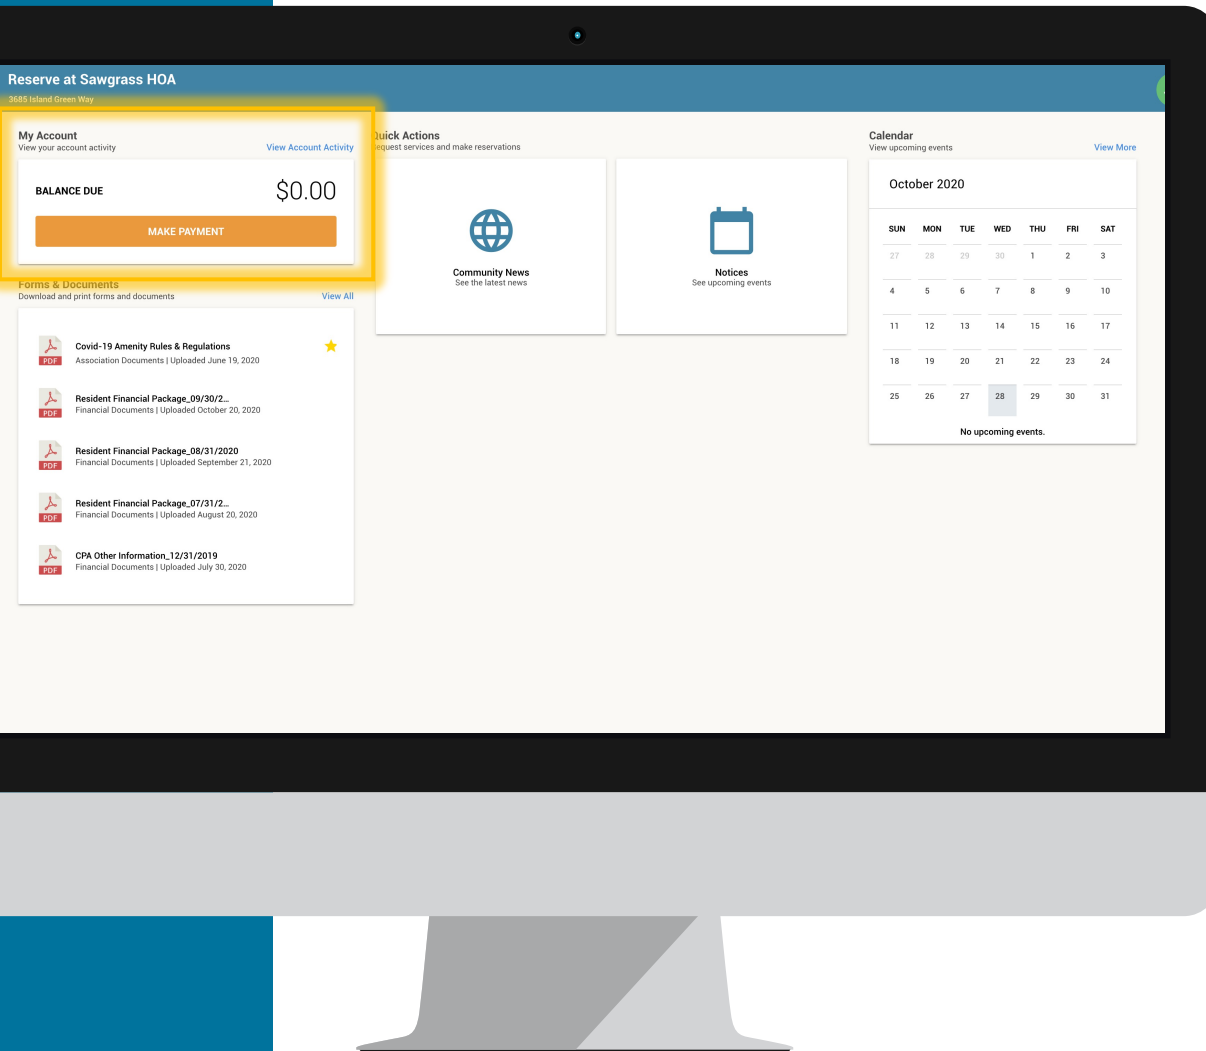 Reserve at Sawgrass HOA
3685 Island Green Way
My Account
View your account activity
View Account Activity
BALANCE DUE
$0.00
MAKE PAYMENT
Forms & Documents
Download and print forms and documents
View All
Covid-19 Amenity Rules & Regulations
Association Documents | Uploaded June 19, 2020
PDF
Resident Financial Package_09/30/2...
Financial Documents | Uploaded October 20, 2020
PDF
Resident Financial Package_08/31/2020
Financial Documents | Uploaded September 21, 2020
PDF
Resident Financial Package_07/31/2...
Financial Documents | Uploaded August 20, 2020
PDF
CPA Other Information_12/31/2019
Financial Documents | Uploaded July 30, 2020
PDF
Quick Actions
Request services and make reservations
Community News
See the latest news
Notices
See upcoming events
Calendar
View upcoming events
View More
October 2020
SUN MON TUE WED THU FRI SAT
27 28 29 30 1 2 3
4 5 6 7 8 9 10
11 12 13 14 15 16 17
18 19 20 21 22 23 24
25 26 27 28 29 30 31
No upcoming events.